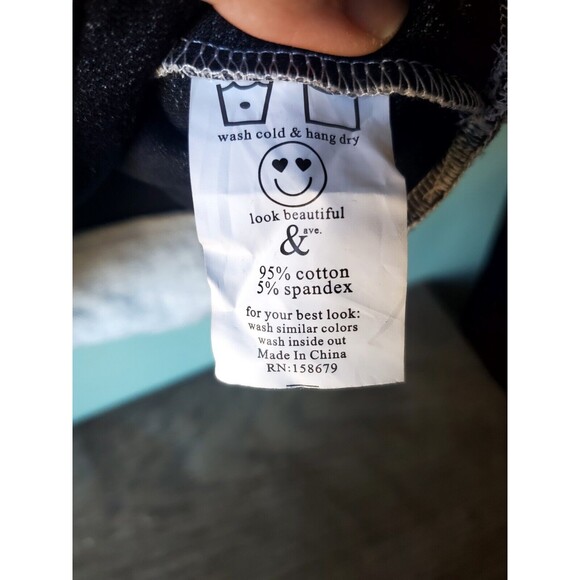 wash cold & hang dry
look beautiful
& ave.
95% cotton
5% spandex
for your best look:
wash similar colors
wash inside out
Made In China
RN:158679